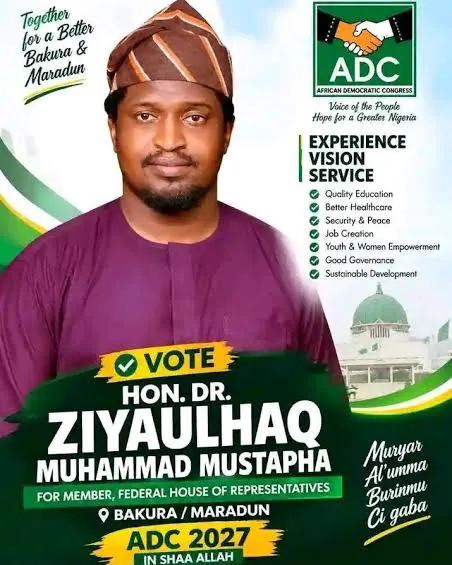 Together
for a Better
Bakura &
Maradun
ADC
AFRICAN DEMOCRATIC CONGRESS
Voice of the People
Hope for a Greater Nigeria
EXPERIENCE
VISION
SERVICE
Quality Education
Better Healthcare
Security & Peace
Job Creation
Youth & Women Empowerment
Good Governance
Sustainable Development
VOTE
HON. DR.
ZIYAULHAQ
MUHAMMAD MUSTAPHA
FOR MEMBER, FEDERAL HOUSE OF REPRESENTATIVES
BAKURA / MARADUN
ADC 2027
IN SHAA ALLAH
Muryar
Al'umma
Burinmu
Ci gaba